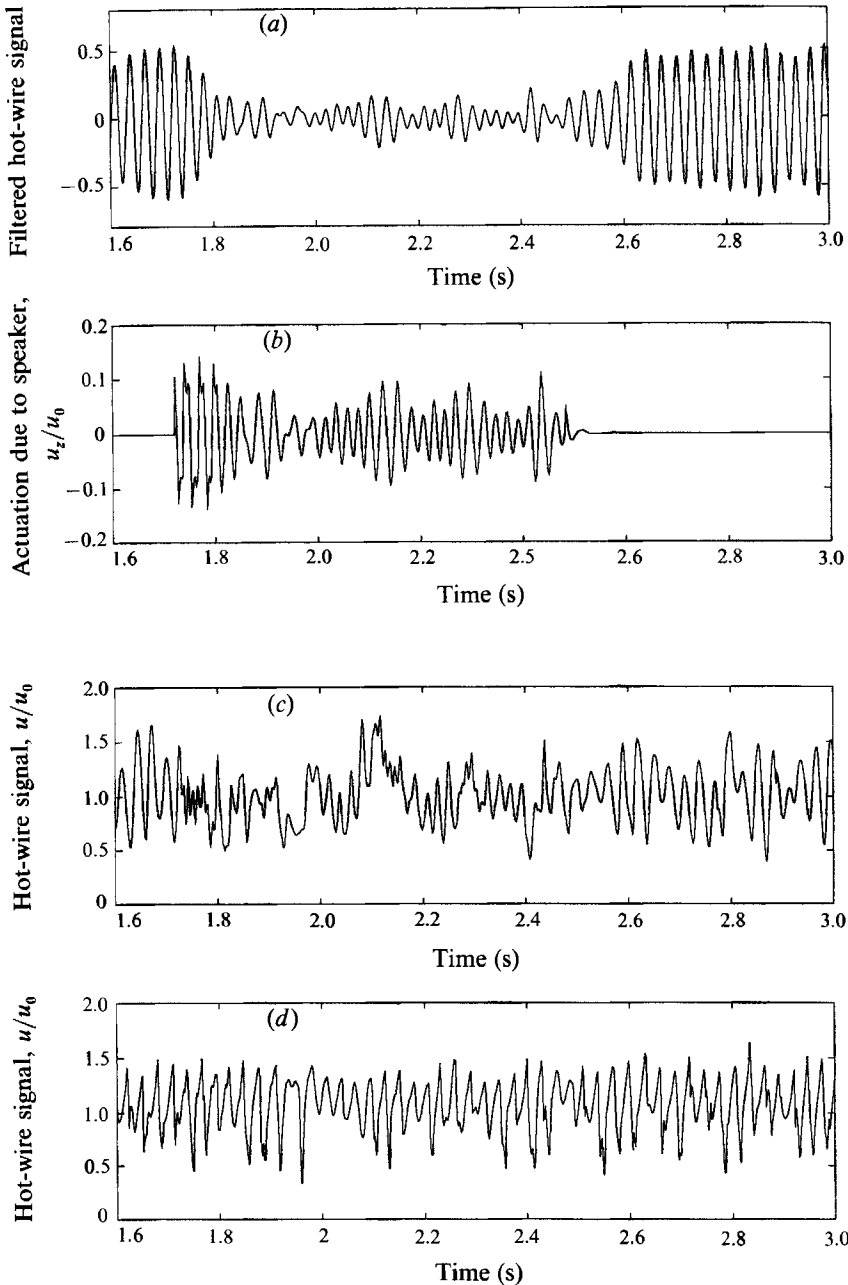 (a)
Filtered hot-wire signal
0.5
0
−0.5
1.6 1.8 2.0 2.2 2.4 2.6 2.8 3.0
Time (s)
(b)
Actuation due to speaker,
u_z/u_0
0.2
0.1
0
−0.1
−0.2
1.6 1.8 2.0 2.2 2.5 2.6 2.8 3.0
Time (s)
(c)
Hot-wire signal, u/u_0
2.0
1.5
1.0
0.5
0
1.6 1.8 2.0 2.2 2.4 2.6 2.8 3.0
Time (s)
(d)
Hot-wire signal, u/u_0
2.0
1.5
1.0
0.5
0
1.6 1.8 2 2.2 2.4 2.6 2.8 3.0
Time (s)